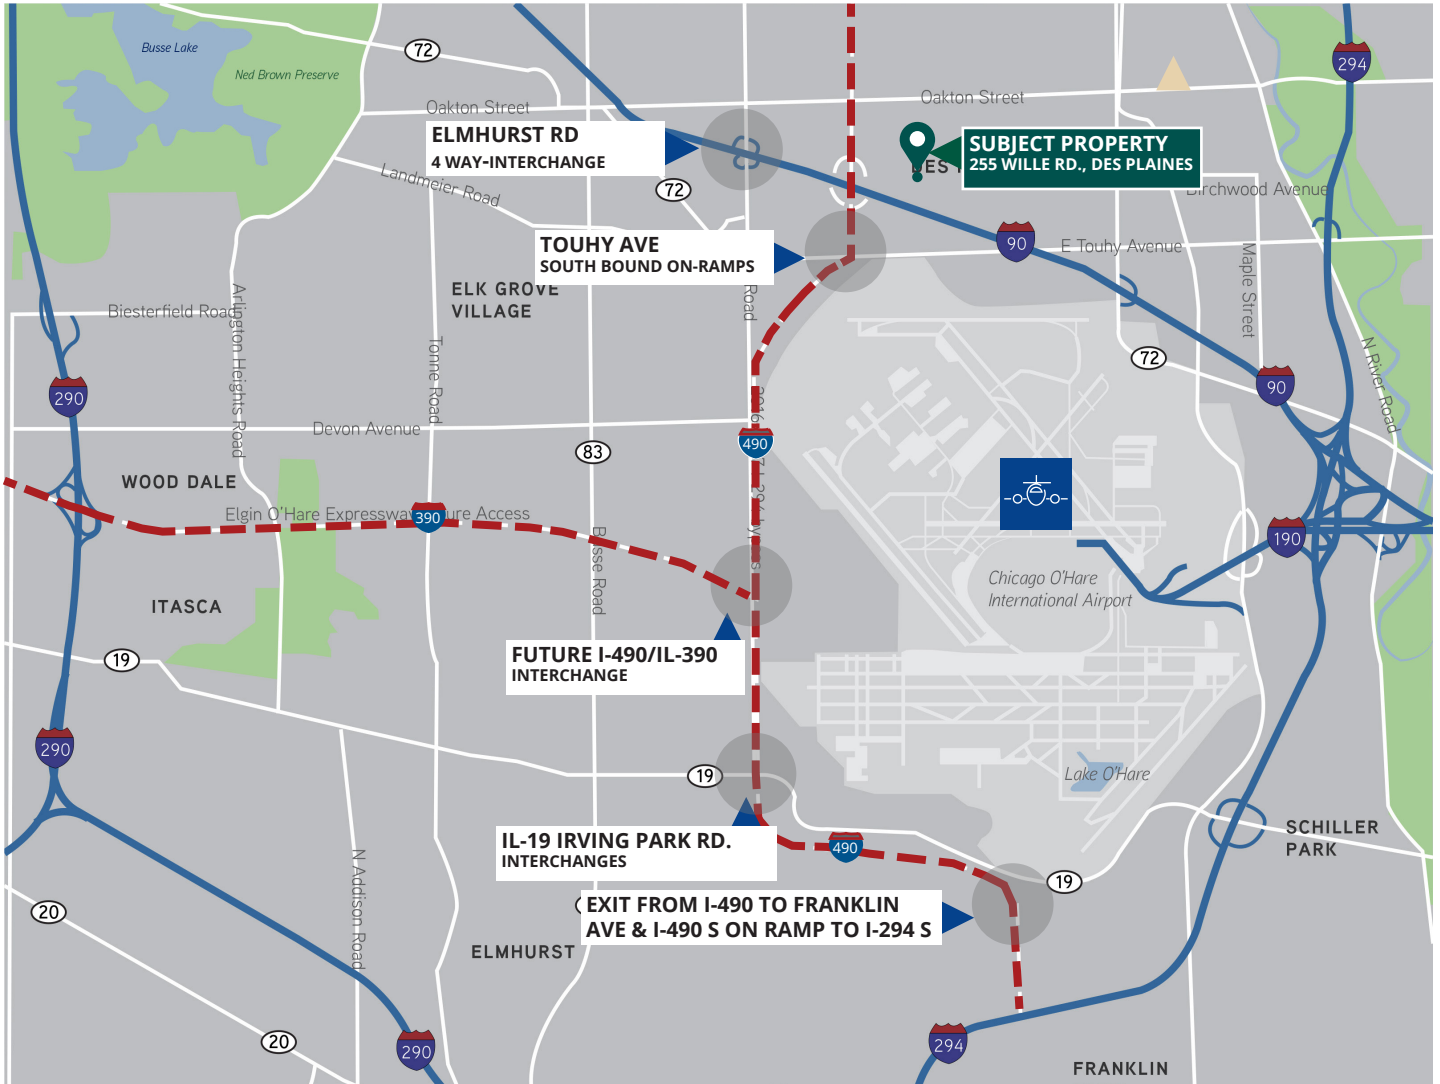 Busse Lake
Ned Brown Preserve
72
294
Oakton Street
Oakton Street
ELMHURST RD
4 WAY-INTERCHANGE
SUBJECT PROPERTY
255 WILLE RD., DES PLAINES
DES
Landmeier Road
72
Birchwood Avenue
TOUHY AVE
SOUTH BOUND ON-RAMPS
90
E Touhy Avenue
Maple Street
ELK GROVE
VILLAGE
Road
Biesterfield Road
Arlington Heights Road
Tonne Road
72
N River Road
290
90
Devon Avenue
83
490
WOOD DALE
Elgin O'Hare Expressway
Access
390
190
Busse Road
Chicago O'Hare
International Airport
ITASCA
19
FUTURE I-490/IL-390
INTERCHANGE
290
19
Lake O'Hare
IL-19 IRVING PARK RD.
INTERCHANGES
490
SCHILLER
PARK
N Addison Road
19
20
EXIT FROM I-490 TO FRANKLIN
AVE & I-490 S ON RAMP TO I-294 S
ELMHURST
20
290
294
FRANKLIN